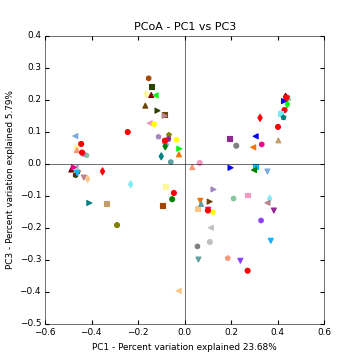 PCoA - PC1 vs PC3
0.4
0.3
0.2
0.1
0.0
−0.1
−0.2
−0.3
−0.4
−0.5
−0.6 −0.4 −0.2 0.0 0.2 0.4 0.6
PC3 - Percent variation explained 5.79%
PC1 - Percent variation explained 23.68%